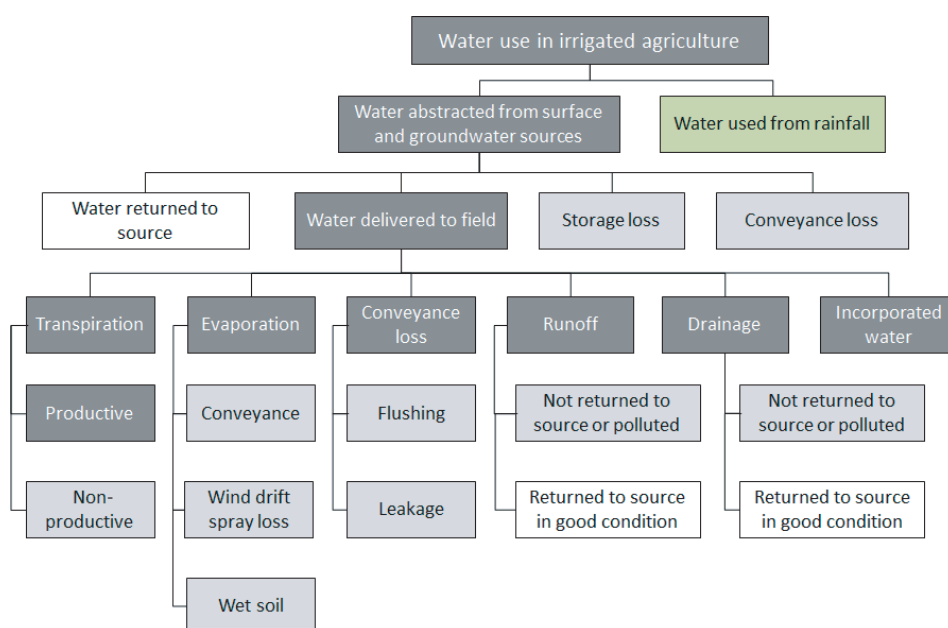 Water use in irrigated agriculture
Water abstracted from surface
and groundwater sources
Water used from rainfall
Water returned to
source
Water delivered to field
Storage loss
Conveyance loss
Transpiration
Evaporation
Conveyance
loss
Runoff
Drainage
Incorporated
water
Productive
Conveyance
Flushing
Not returned to
source or polluted
Not returned to
source or polluted
Non-
productive
Wind drift
spray loss
Leakage
Returned to source
in good condition
Returned to source
in good condition
Wet soil